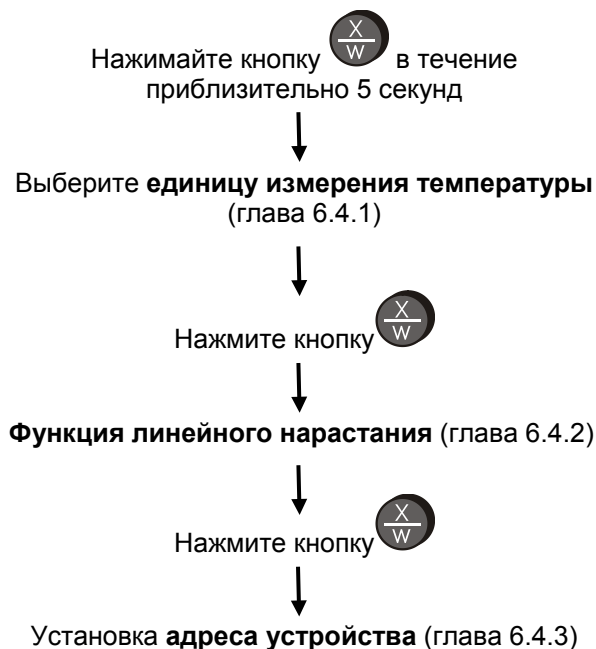 Нажимайте кнопку X/W в течение
приблизительно 5 секунд
Выберите единицу измерения температуры
(глава 6.4.1)
Нажмите кнопку X/W
Функция линейного нарастания (глава 6.4.2)
Нажмите кнопку X/W
Установка адреса устройства (глава 6.4.3)